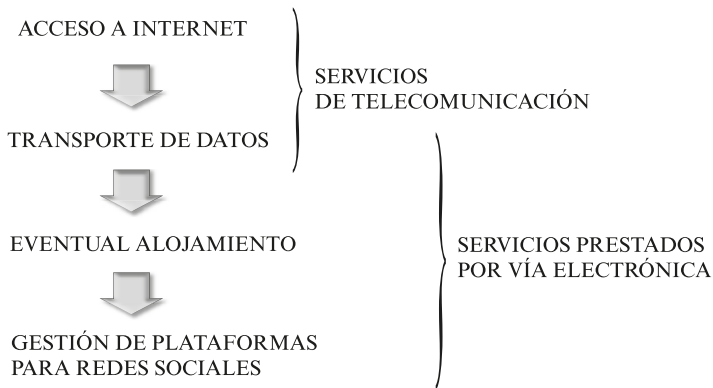 ACCESO A INTERNET
SERVICIOS
DE TELECOMUNICACIÓN
TRANSPORTE DE DATOS
EVENTUAL ALOJAMIENTO
SERVICIOS PRESTADOS
POR VÍA ELECTRÓNICA
GESTIÓN DE PLATAFORMAS
PARA REDES SOCIALES